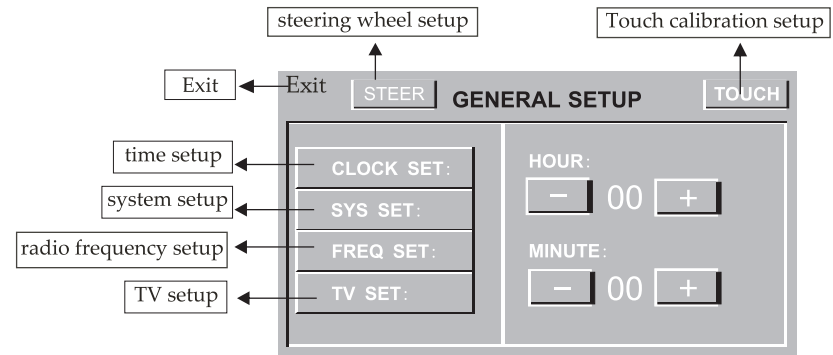 steering wheel setup
Touch calibration setup
Exit
Exit
STEER
GENERAL SETUP
TOUCH
time setup
CLOCK SET:
system setup
SYS SET:
radio frequency setup
FREQ SET:
TV setup
TV SET:
HOUR:
− 00 +
MINUTE:
− 00 +